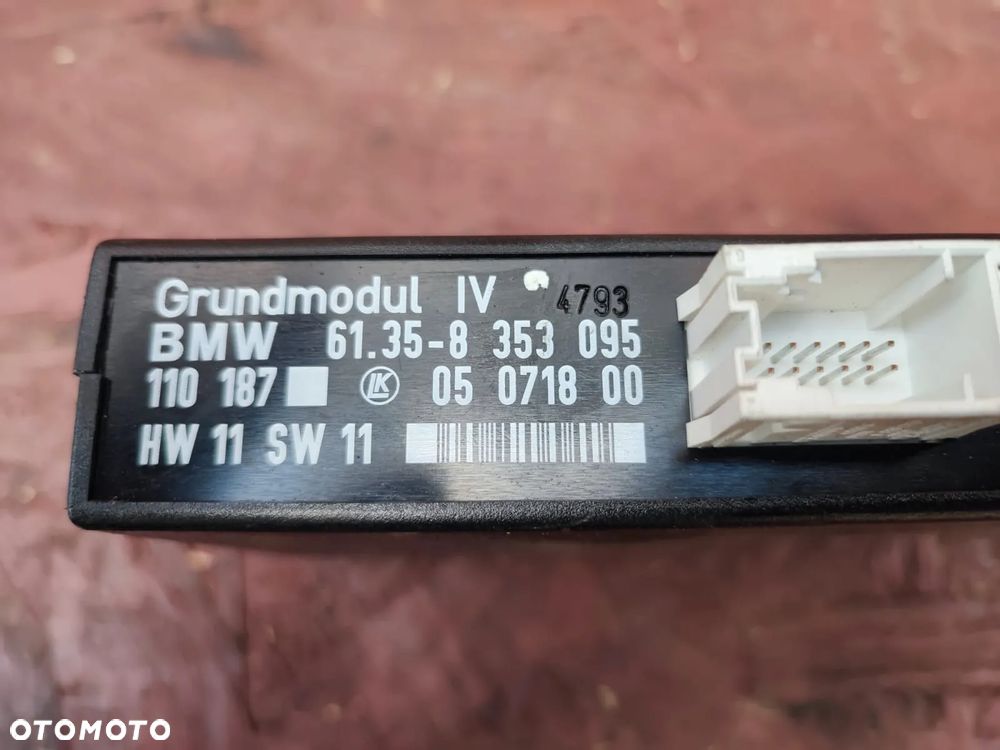 Grundmodul IV 4793
BMW 61.35-8 353 095
110 187 LK 05 0718 00
HW 11 SW 11
OTOMOTO